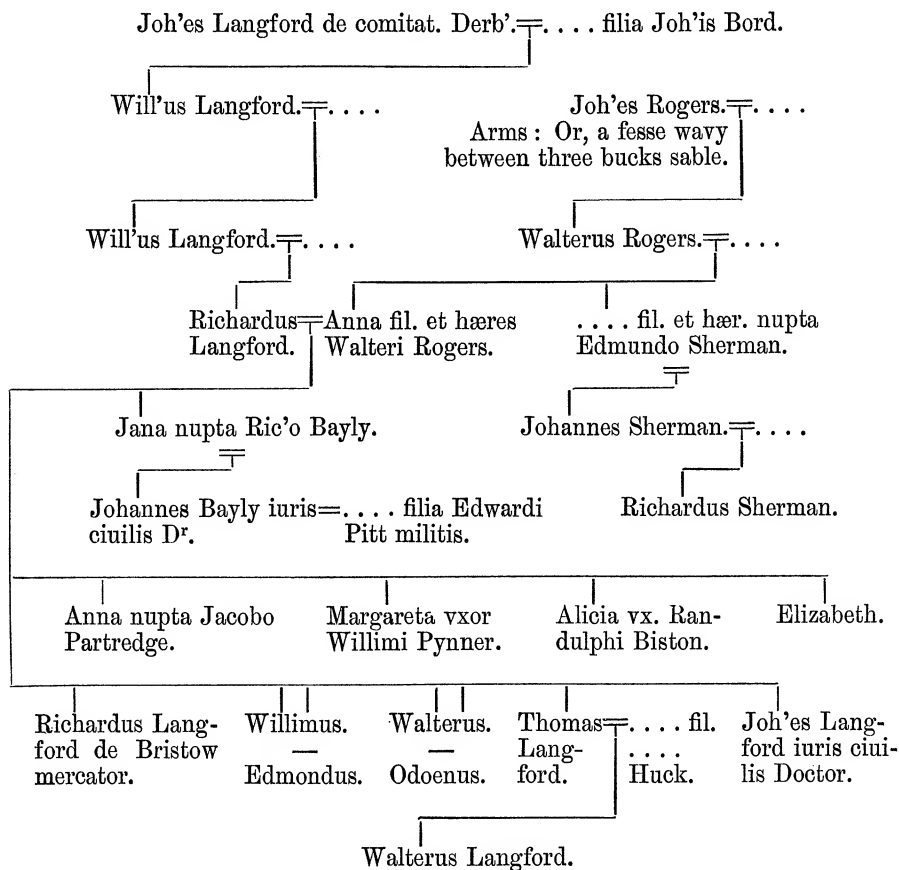 Joh'es Langford de comitat. Derb'.=. . . . filia Joh'is Bord.
Will'us Langford.=. . . .
Joh'es Rogers.=. . . .
Arms : Or, a fesse wavy
between three bucks sable.
Will'us Langford.=. . . .
Walterus Rogers.=. . . .
Richardus=Anna fil. et hæres
Langford. Walteri Rogers.
. . . . fil. et hær. nupta
Edmundo Sherman.
Jana nupta Ric'o Bayly.
Johannes Sherman.=. . . .
Johannes Bayly iuris=. . . . filia Edwardi
ciuilis Dʳ. Pitt militis.
Richardus Sherman.
Anna nupta Jacobo
Partredge.
Margareta vxor
Willimi Pynner.
Alicia vx. Ran-
dulphi Biston.
Elizabeth.
Richardus Lang-
ford de Bristow
mercator.
Willimus.
—
Edmondus.
Walterus.
—
Odoenus.
Thomas=. . . . fil.
Lang- . . . .
ford. Huck.
Joh'es Lang-
ford iuris ciui-
lis Doctor.
Walterus Langford.